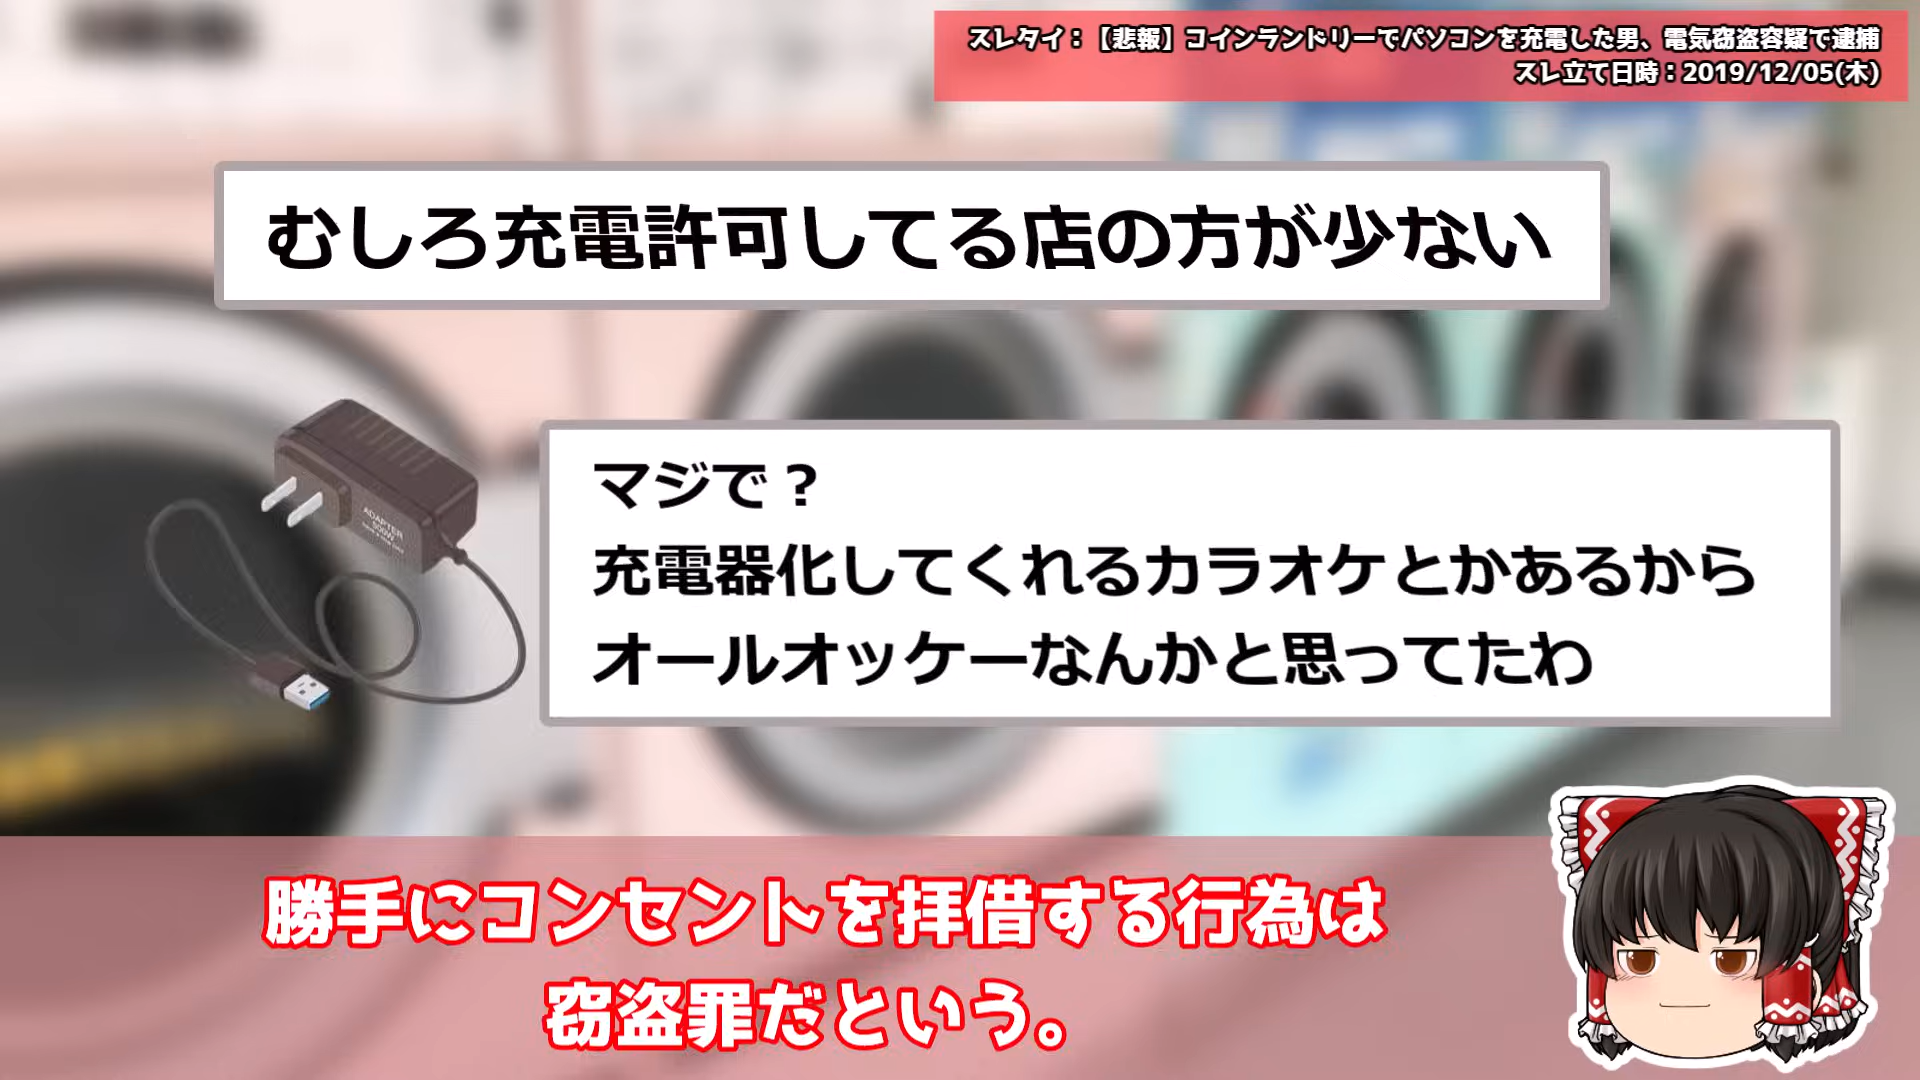 スレタイ：【悲報】コインランドリーでパソコンを充電した男、電気窃盗容疑で逮捕
スレ立て日時：2019/12/05(木)
むしろ充電許可してる店の方が少ない
マジで？
充電器化してくれるカラオケとかあるから
オールオッケーなんかと思ってたわ
ADAPTER
500W
勝手にコンセントを拝借する行為は
窃盗罪だという。